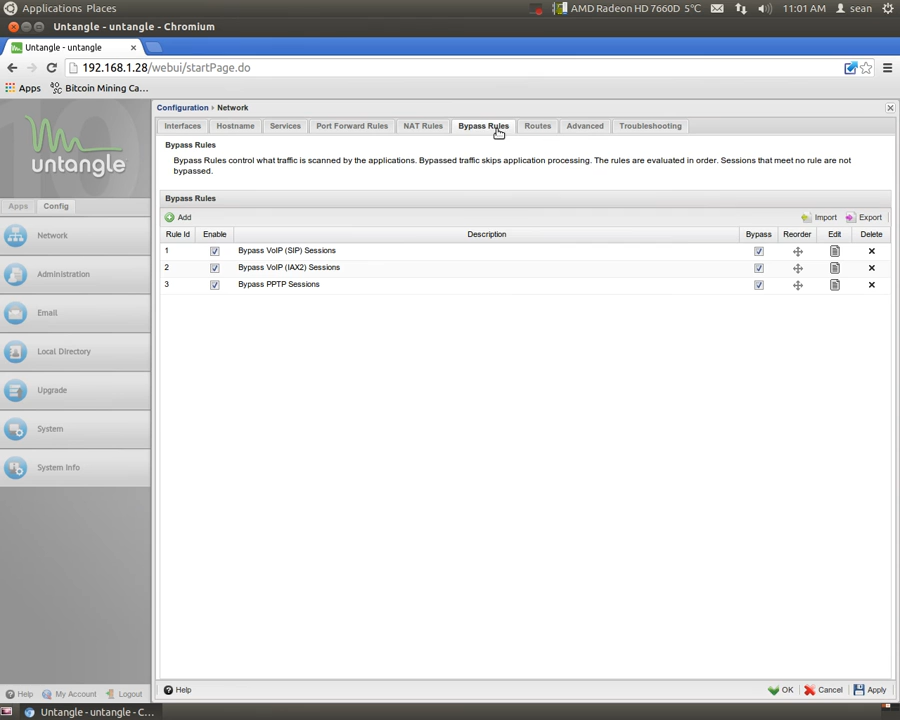 Applications Places
AMD Radeon HD 7660D 5°C
11:01 AM
sean
Untangle - untangle - Chromium
Untangle - untangle
192.168.1.28/webui/startPage.do
Apps
Bitcoin Mining Ca...
10
untangle
Configuration › Network
Interfaces
Hostname
Services
Port Forward Rules
NAT Rules
Bypass Rules
Routes
Advanced
Troubleshooting
Bypass Rules
Bypass Rules control what traffic is scanned by the applications. Bypassed traffic skips application processing. The rules are evaluated in order. Sessions that meet no rule are not
bypassed.
Apps
Config
Network
Administration
Email
Local Directory
Upgrade
System
System Info
Bypass Rules
Add
Import
Export
Rule Id Enable Description Bypass Reorder Edit Delete
1 Bypass VoIP (SIP) Sessions
2 Bypass VoIP (IAX2) Sessions
3 Bypass PPTP Sessions
Help
My Account
Logout
Help
OK
Cancel
Apply
Untangle - untangle - C...